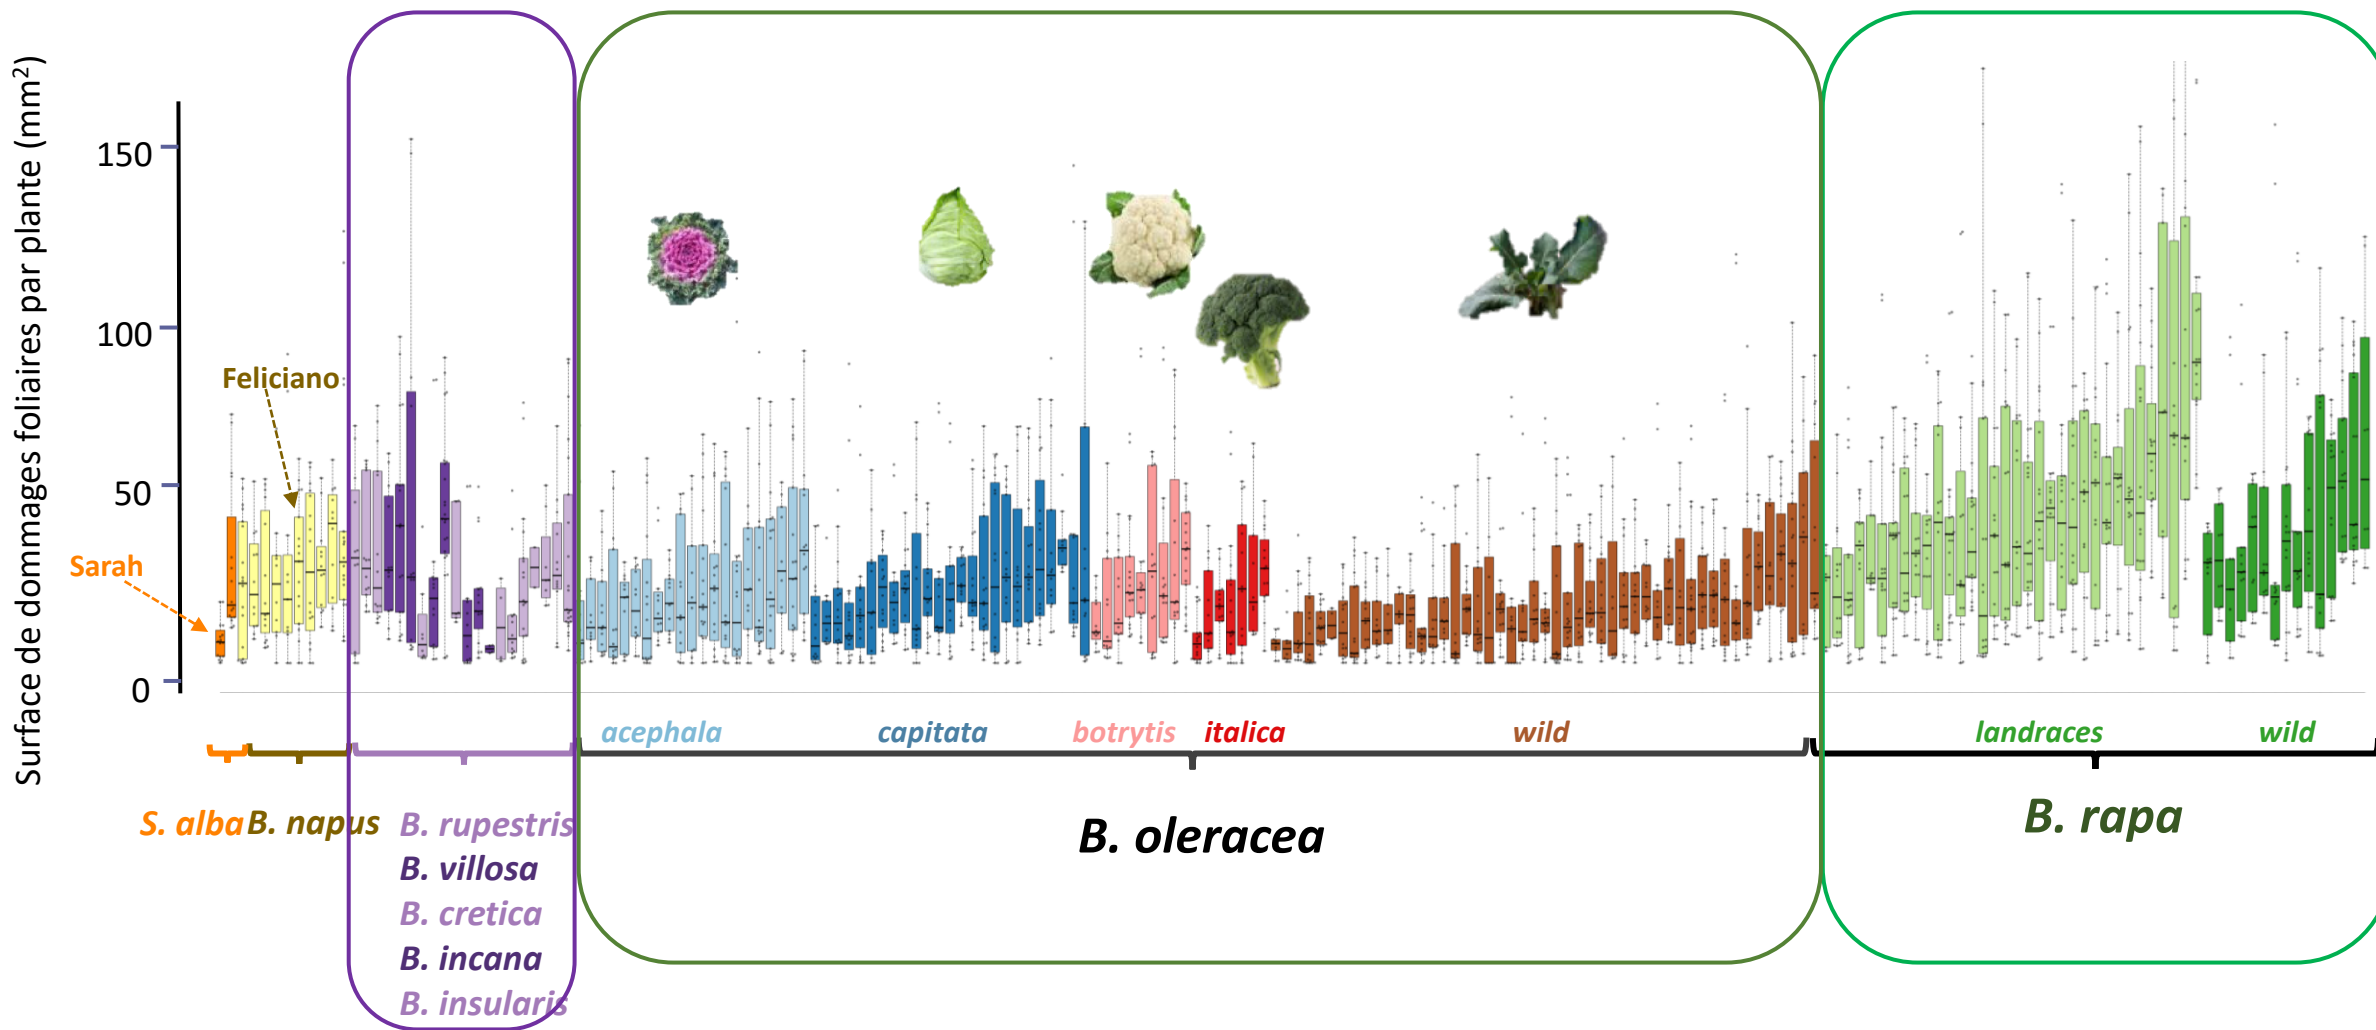 Surface de dommages foliaires par plante (mm²)
150
100
50
0
Feliciano
Sarah
acephala
capitata
botrytis
italica
wild
landraces
wild
S. alba
B. napus
B. rupestris
B. villosa
B. cretica
B. incana
B. insularis
B. oleracea
B. rapa